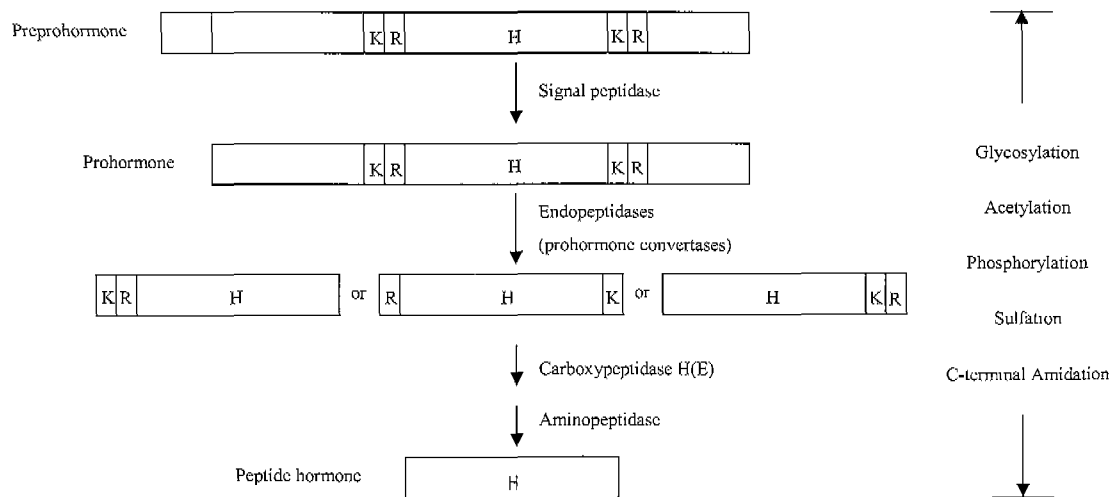 Preprohormone K R H K R
Signal peptidase
Prohormone K R H K R
Endopeptidases
(prohormone convertases)
K R H or R H K or H K R
Carboxypeptidase H(E)
Aminopeptidase
Peptide hormone H
Glycosylation
Acetylation
Phosphorylation
Sulfation
C-terminal Amidation